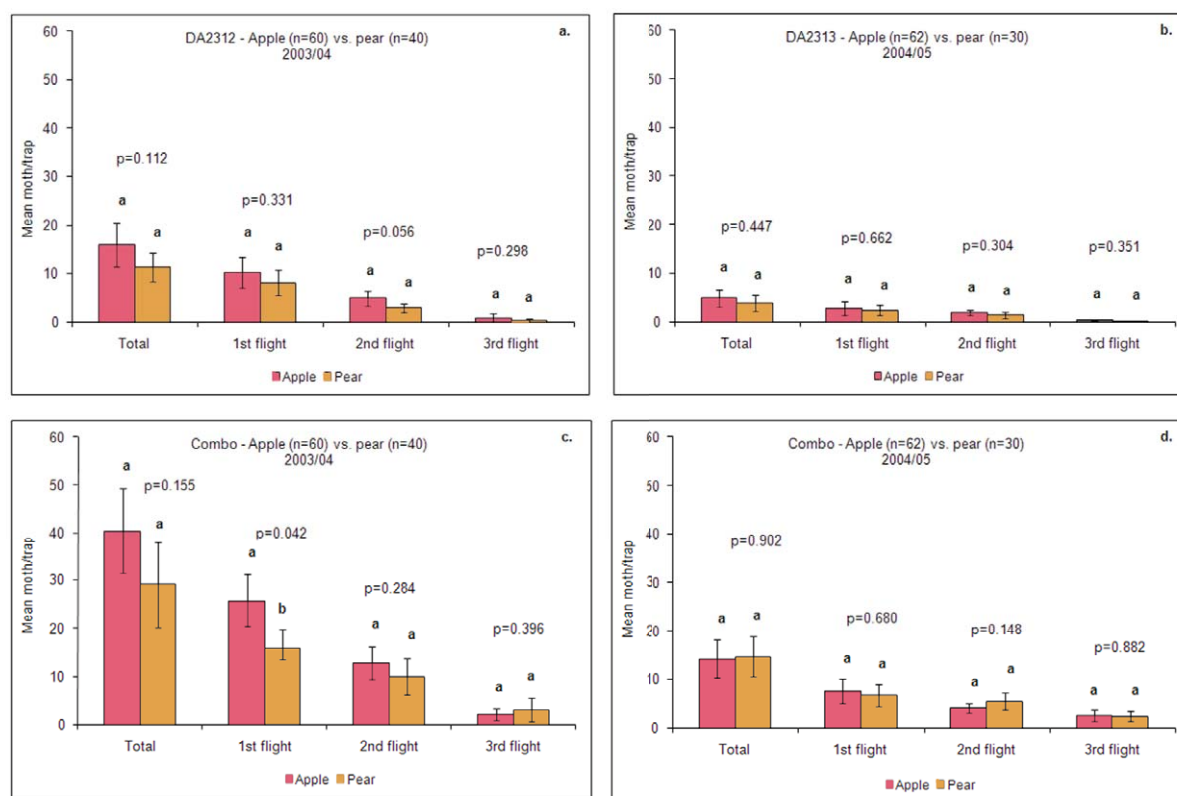 DA2312 - Apple (n=60) vs. pear (n=40)
2003/04
a.
Mean moth/trap
60
50
40
30
20
10
0
p=0.112
p=0.331
p=0.056
p=0.298
a a a a a a a a
Total 1st flight 2nd flight 3rd flight
Apple Pear
DA2313 - Apple (n=62) vs. pear (n=30)
2004/05
b.
Mean moth/trap
60
50
40
30
20
10
0
p=0.447
p=0.662
p=0.304
p=0.351
a a a a a a a a
Total 1st flight 2nd flight 3rd flight
Apple Pear
Combo - Apple (n=60) vs. pear (n=40)
2003/04
c.
Mean moth/trap
60
50
40
30
20
10
0
p=0.155
p=0.042
p=0.284
p=0.396
a a a b a a a a
Total 1st flight 2nd flight 3rd flight
Apple Pear
Combo - Apple (n=62) vs. pear (n=30)
2004/05
d.
Mean moth/trap
60
50
40
30
20
10
0
p=0.902
p=0.680
p=0.148
p=0.882
a a a a a a a a
Total 1st flight 2nd flight 3rd flight
Apple Pear